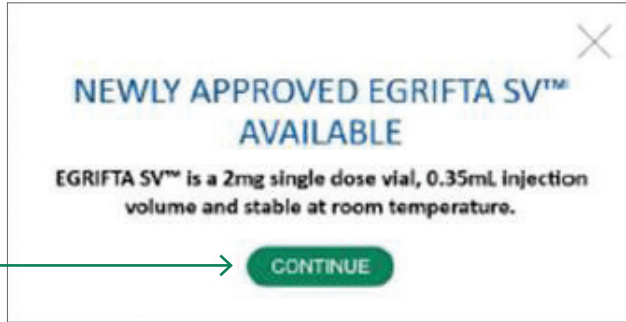 NEWLY APPROVED EGRIFTA SV™
AVAILABLE
EGRIFTA SV™ is a 2mg single dose vial, 0.35mL injection
volume and stable at room temperature.
CONTINUE